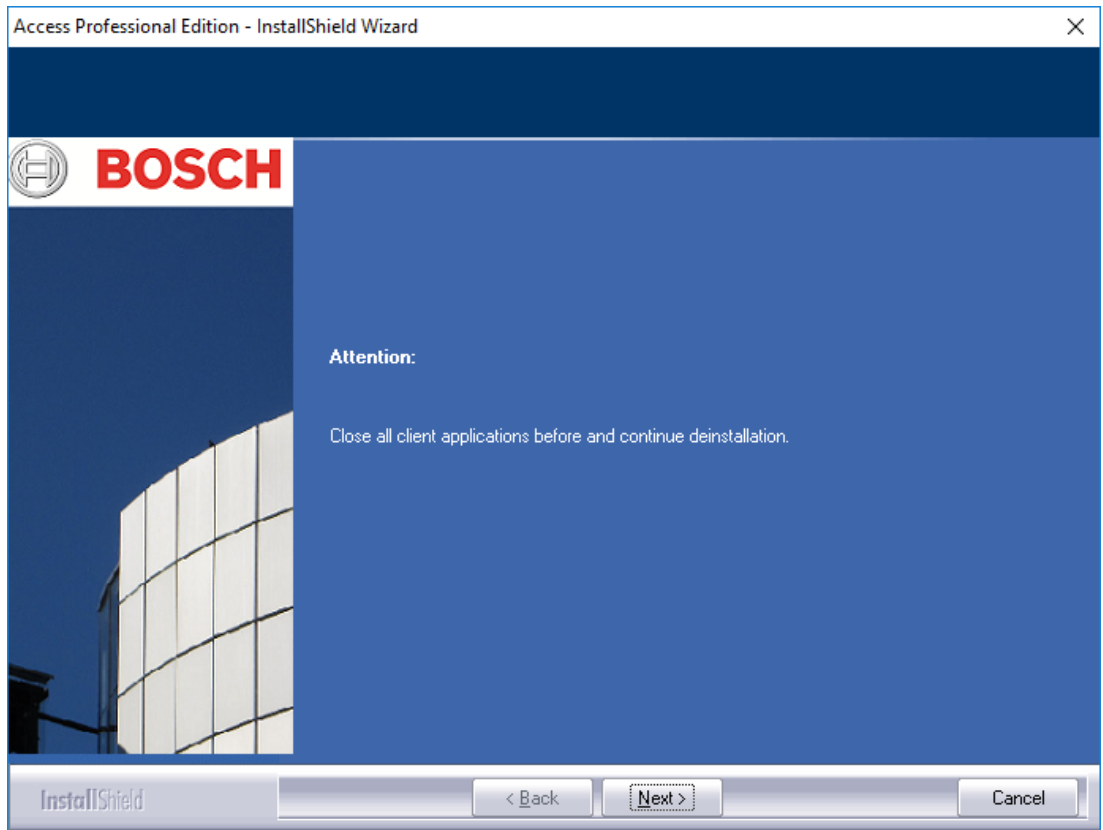 Access Professional Edition - InstallShield Wizard
BOSCH
Attention:
Close all client applications before and continue deinstallation.
InstallShield
< Back
Next >
Cancel